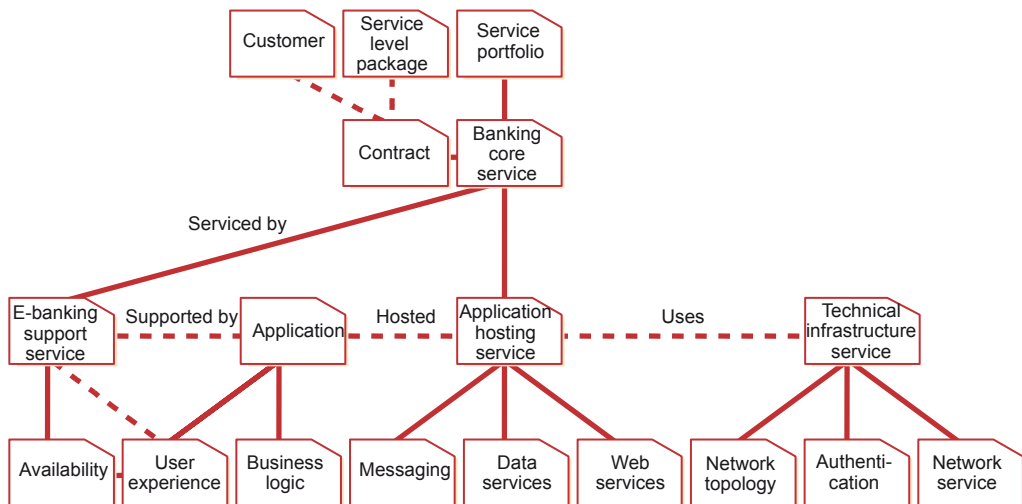 Customer
Service
level
package
Service
portfolio
Contract
Banking
core
service
Serviced by
E-banking
support
service
Supported by
Application
Hosted
Application
hosting
service
Uses
Technical
infrastructure
service
Availability
User
experience
Business
logic
Messaging
Data
services
Web
services
Network
topology
Authenti-
cation
Network
service